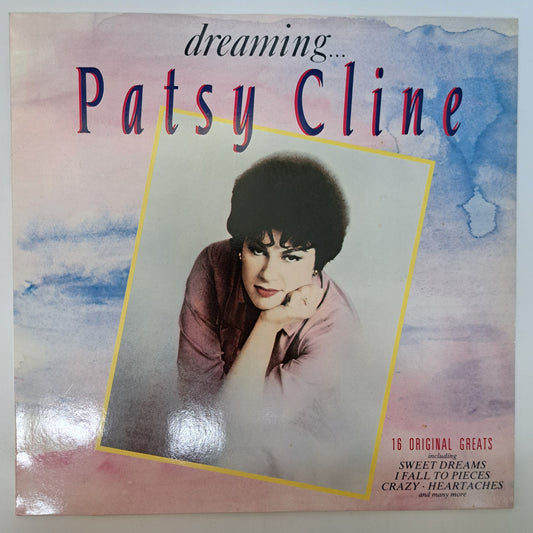 dreaming...
Patsy Cline
16 ORIGINAL GREATS
including
SWEET DREAMS
I FALL TO PIECES
CRAZY · HEARTACHES
and many more